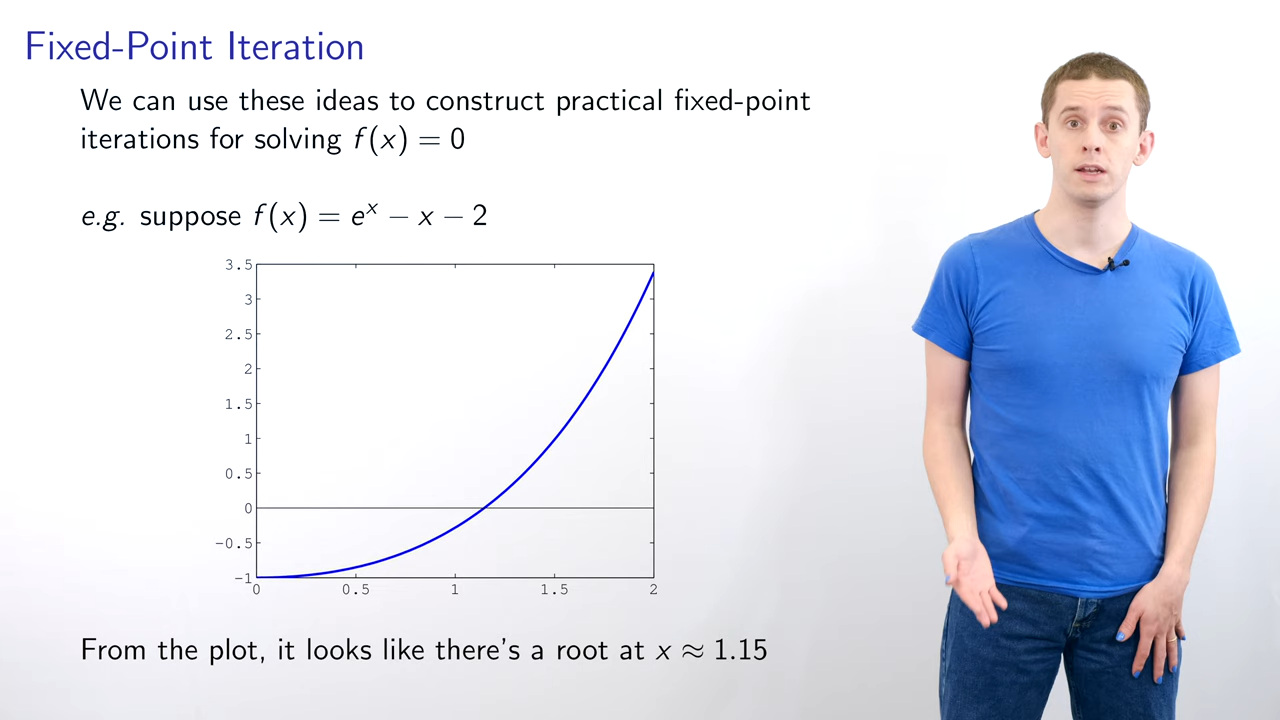 Fixed-Point Iteration
We can use these ideas to construct practical fixed-point
iterations for solving f(x) = 0
e.g. suppose f(x) = eˣ − x − 2
3.5
3
2.5
2
1.5
1
0.5
0
−0.5
−1
0 0.5 1 1.5 2
From the plot, it looks like there's a root at x ≈ 1.15